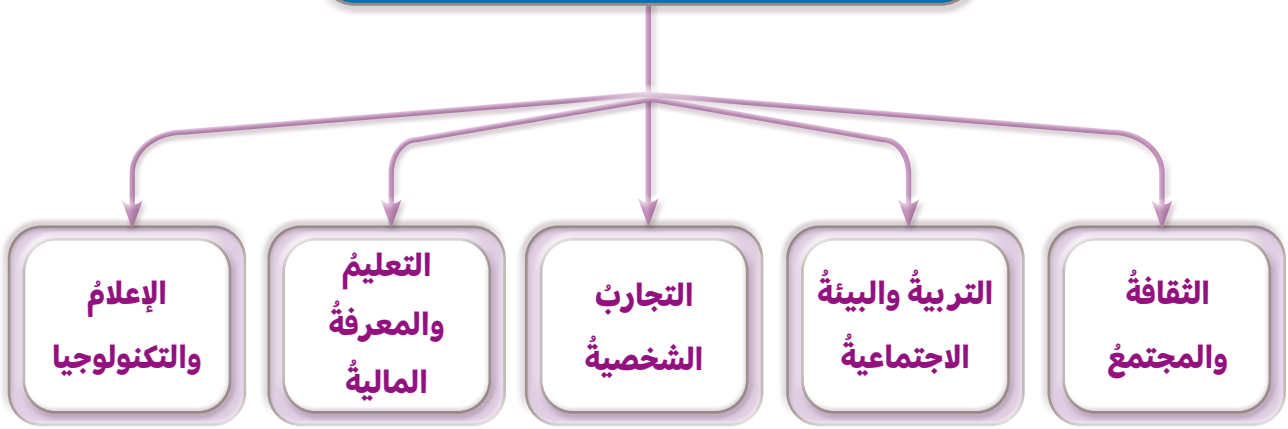 الثقافةُ
والمجتمعُ
التربيةُ والبيئةُ
الاجتماعيةُ
التجاربُ
الشخصيةُ
التعليمُ
والمعرفةُ
الماليةُ
الإعلامُ
والتكنولوجيا